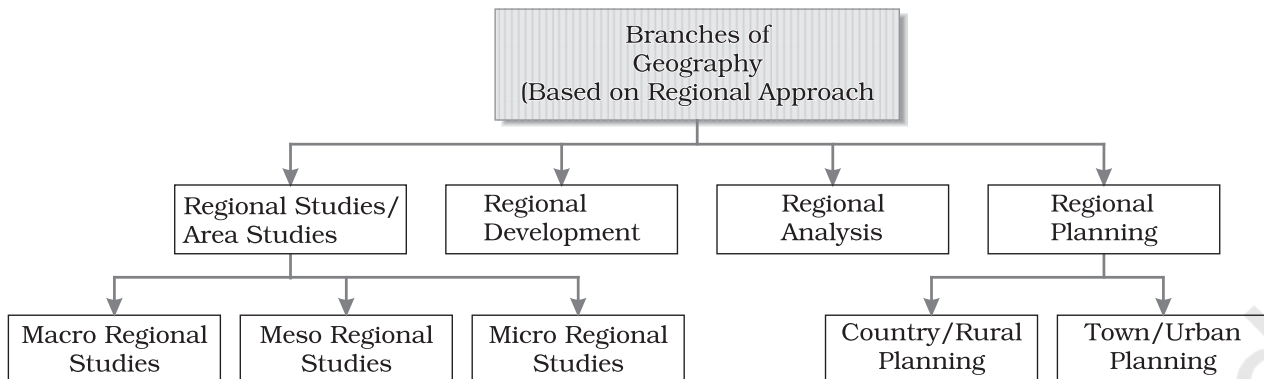 Branches of
Geography
(Based on Regional Approach
Regional Studies/
Area Studies
Regional
Development
Regional
Analysis
Regional
Planning
Macro Regional
Studies
Meso Regional
Studies
Micro Regional
Studies
Country/Rural
Planning
Town/Urban
Planning